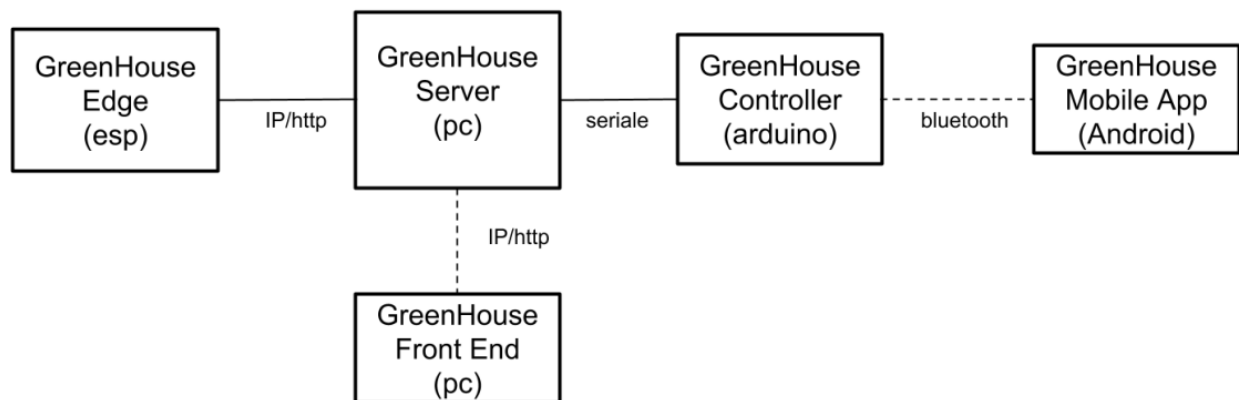 GreenHouse
Edge
(esp)
IP/http
GreenHouse
Server
(pc)
seriale
GreenHouse
Controller
(arduino)
bluetooth
GreenHouse
Mobile App
(Android)
IP/http
GreenHouse
Front End
(pc)